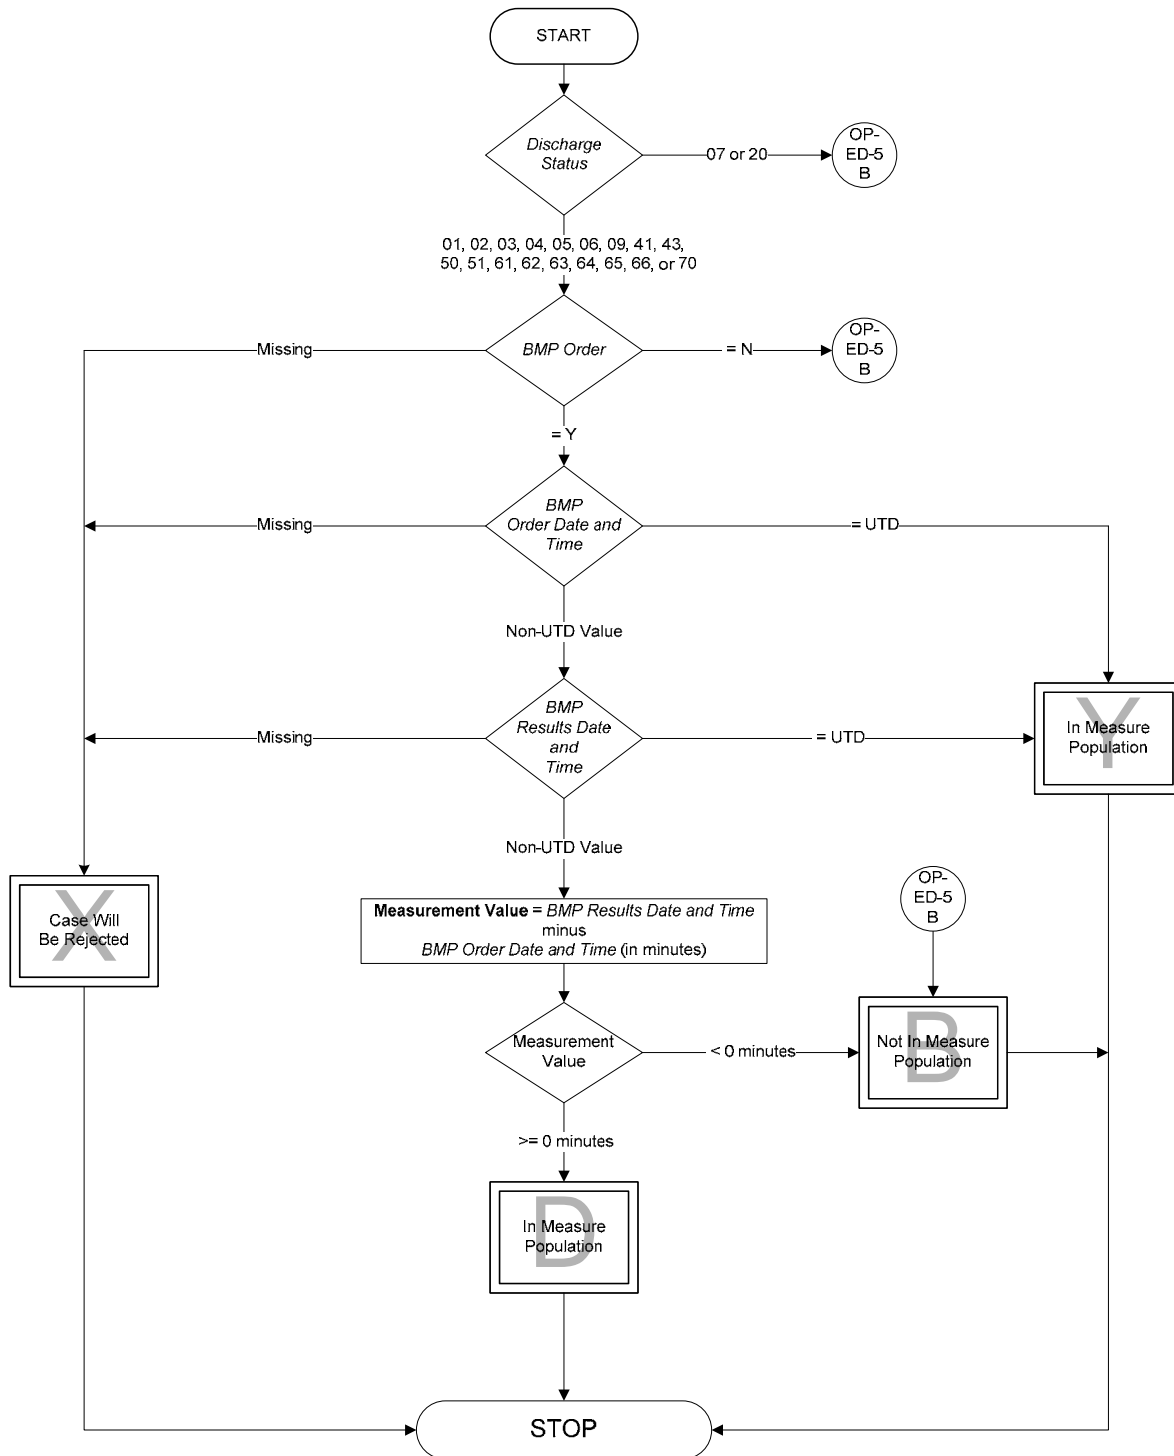 START
Discharge
Status
07 or 20
OP-
ED-5
B
01, 02, 03, 04, 05, 06, 09, 41, 43,
50, 51, 61, 62, 63, 64, 65, 66, or 70
Missing
BMP Order
= N
OP-
ED-5
B
= Y
Missing
BMP
Order Date and
Time
= UTD
Non-UTD Value
Missing
BMP
Results Date
and
Time
= UTD
Y
In Measure
Population
Non-UTD Value
X
Case Will
Be Rejected
Measurement Value = BMP Results Date and Time
minus
BMP Order Date and Time (in minutes)
OP-
ED-5
B
Measurement
Value
< 0 minutes
B
Not In Measure
Population
>= 0 minutes
D
In Measure
Population
STOP